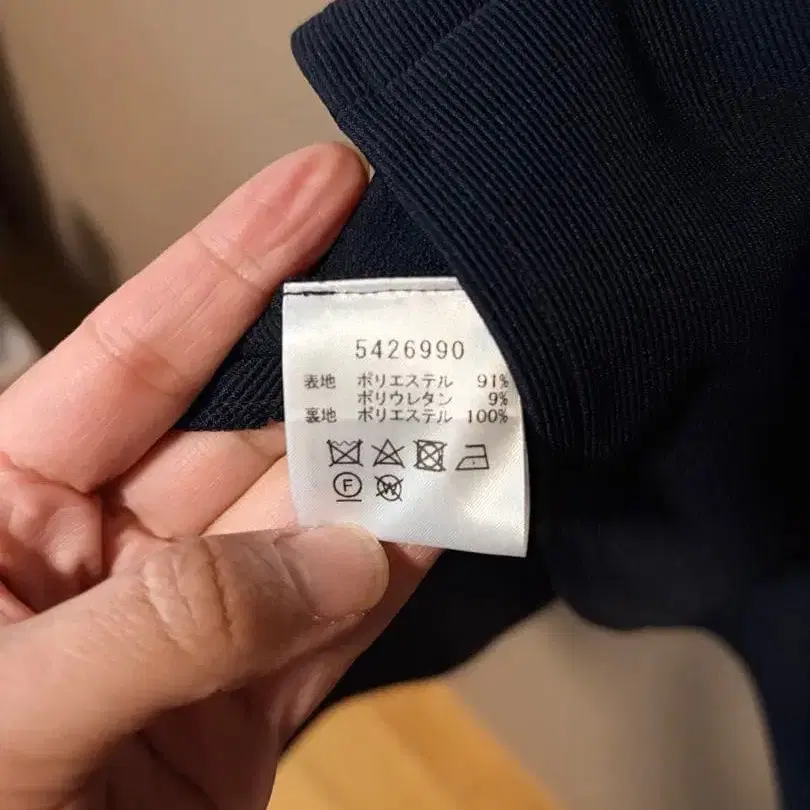 5426990
表地 ポリエステル 91%
ポリウレタン 9%
裏地 ポリエステル 100%
F W